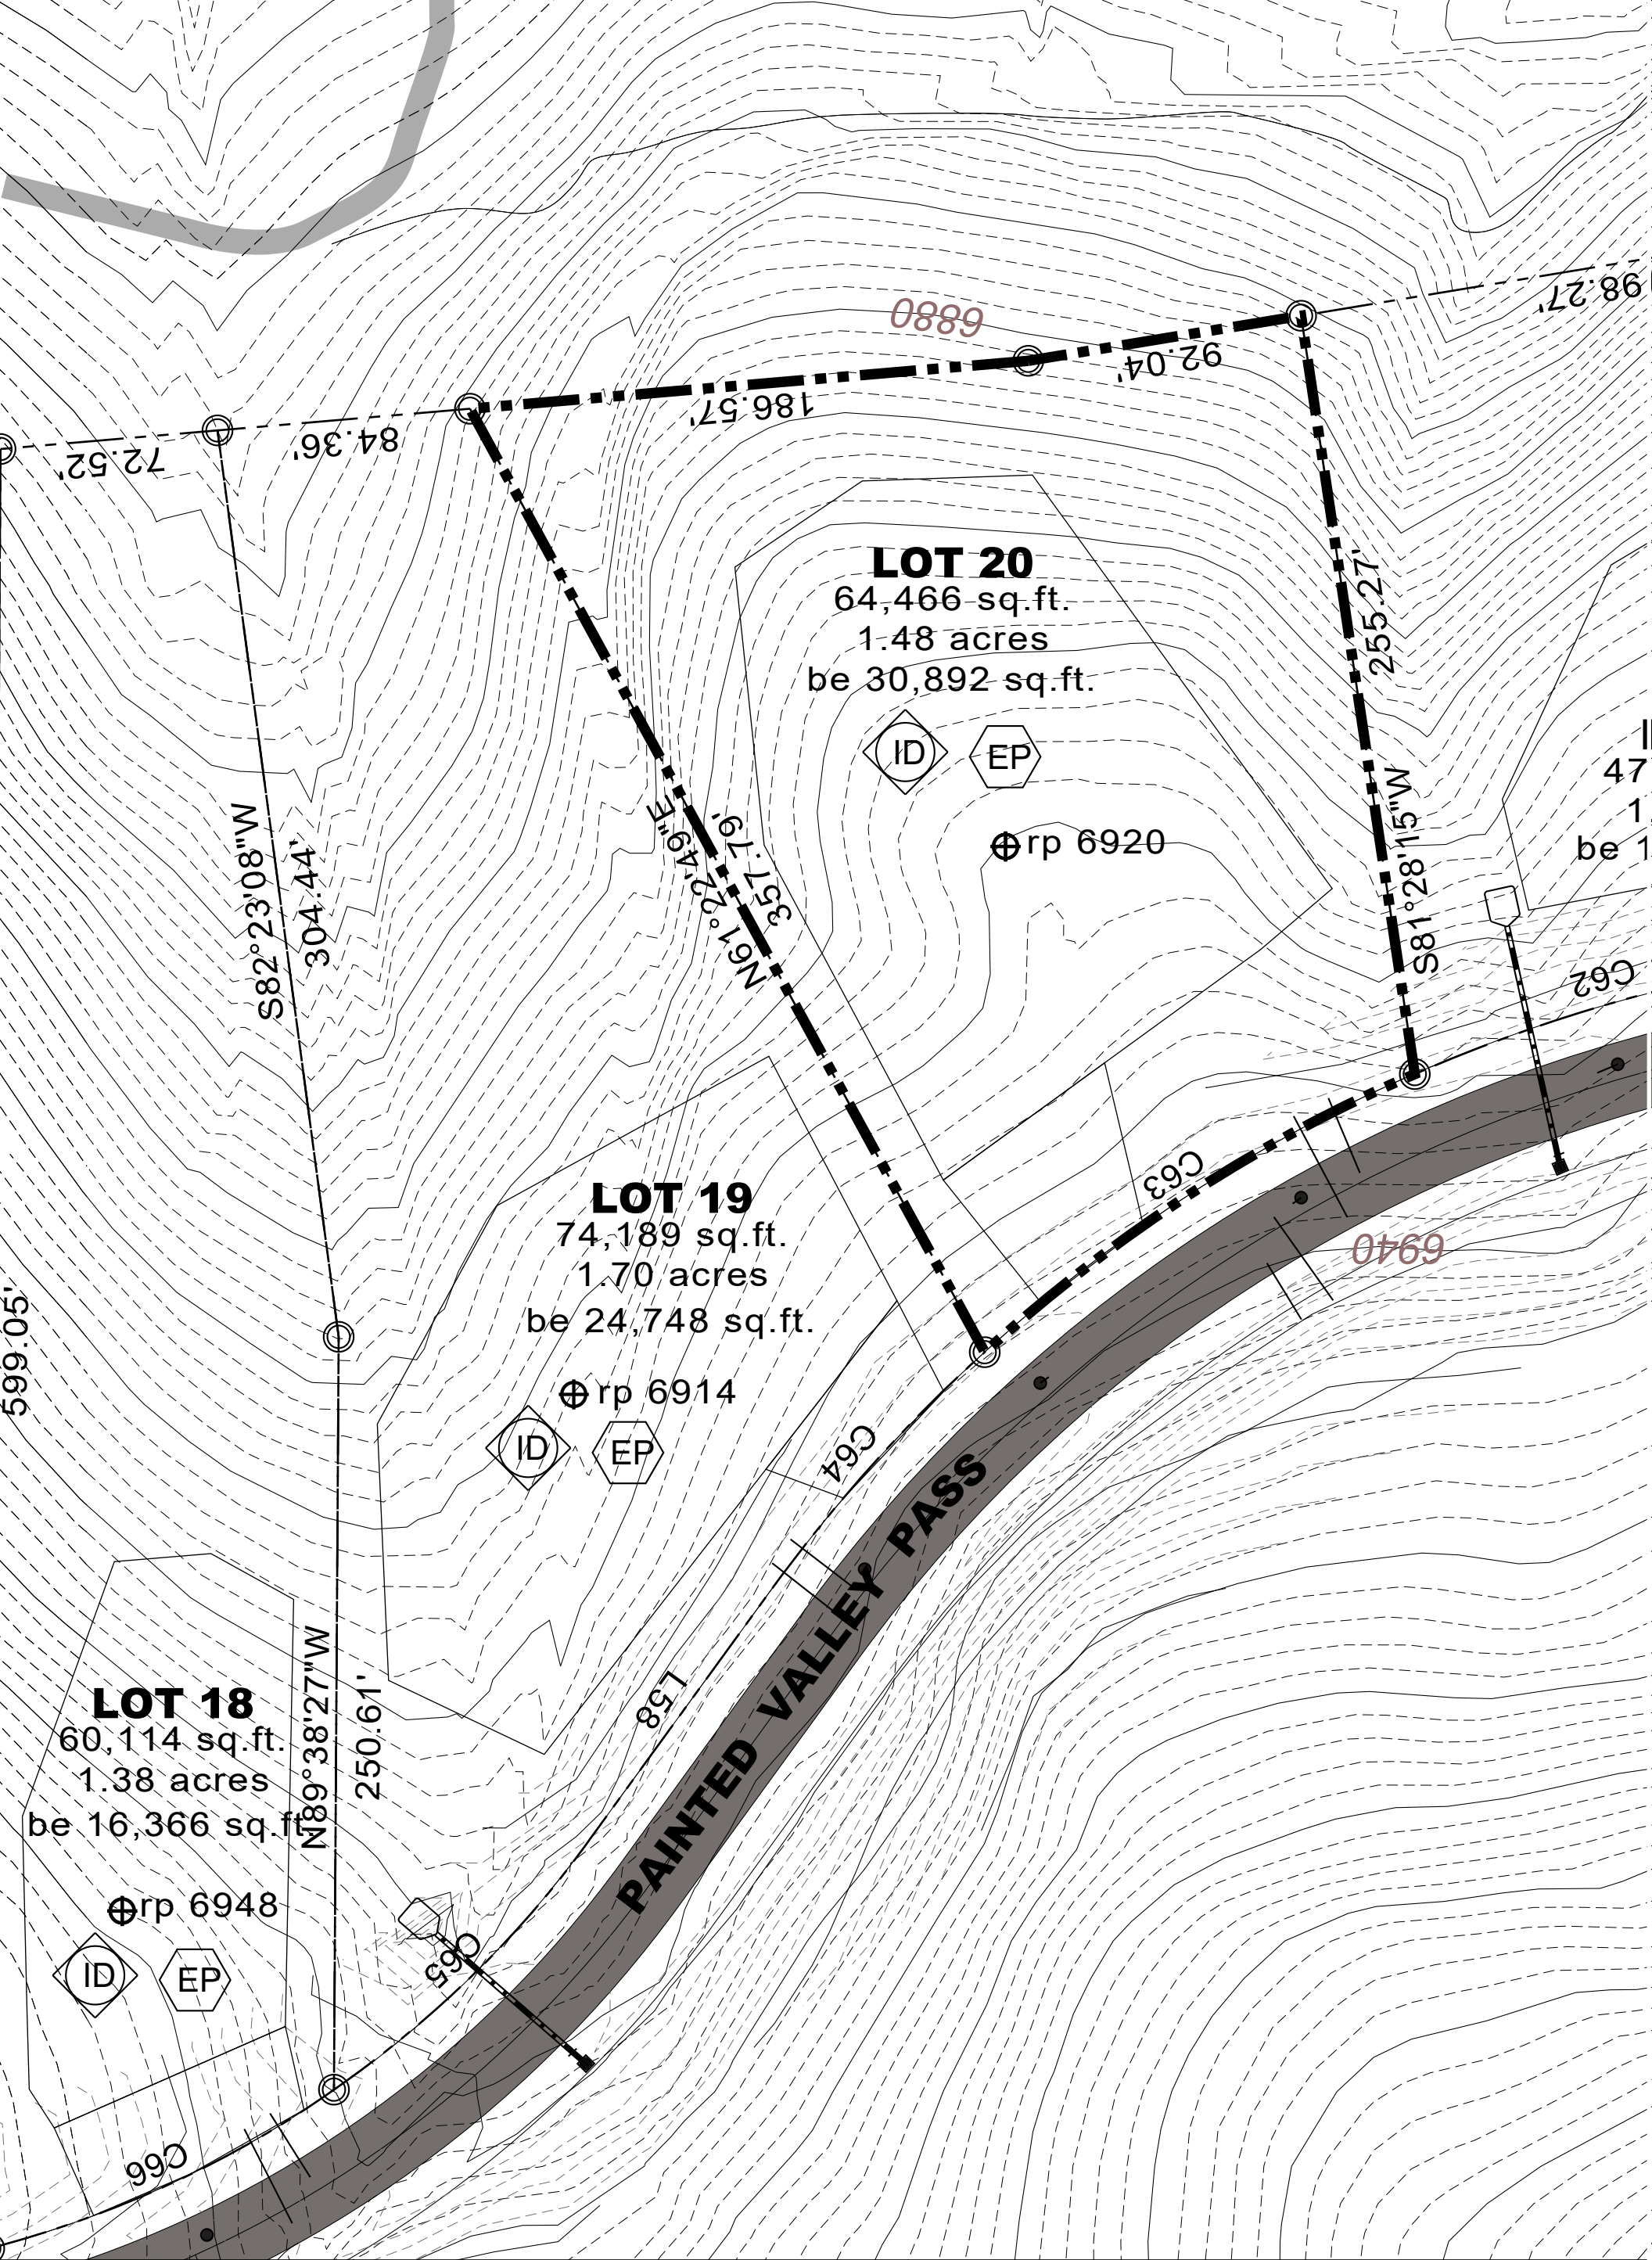 98.27'
6880
92.04'
186.57'
84.36'
72.52'
LOT 20
64,466 sq.ft.
1.48 acres
be 30,892 sq.ft.
ID
EP
rp 6920
255.27'
S81°28'15"W
47
1
be 1
N61°22'49"E
357.79'
S82°23'08"W
304.44'
C62
C63
6940
LOT 19
74,189 sq.ft.
1.70 acres
be 24,748 sq.ft.
rp 6914
ID
EP
C64
599.05'
PAINTED VALLEY PASS
L58
LOT 18
60,114 sq.ft.
1.38 acres
be 16,366 sq.ft.
N89°38'27"W
250.61'
rp 6948
ID
EP
C65
C66